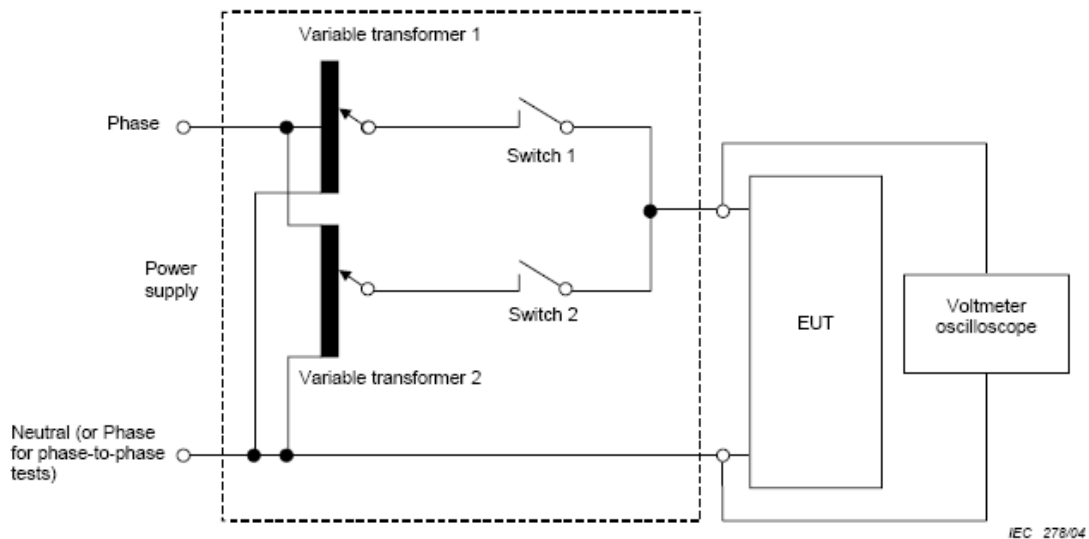 Variable transformer 1
Phase
Switch 1
Power
supply
Switch 2
EUT
Voltmeter
oscilloscope
Variable transformer 2
Neutral (or Phase
for phase-to-phase
tests)
IEC 278/04